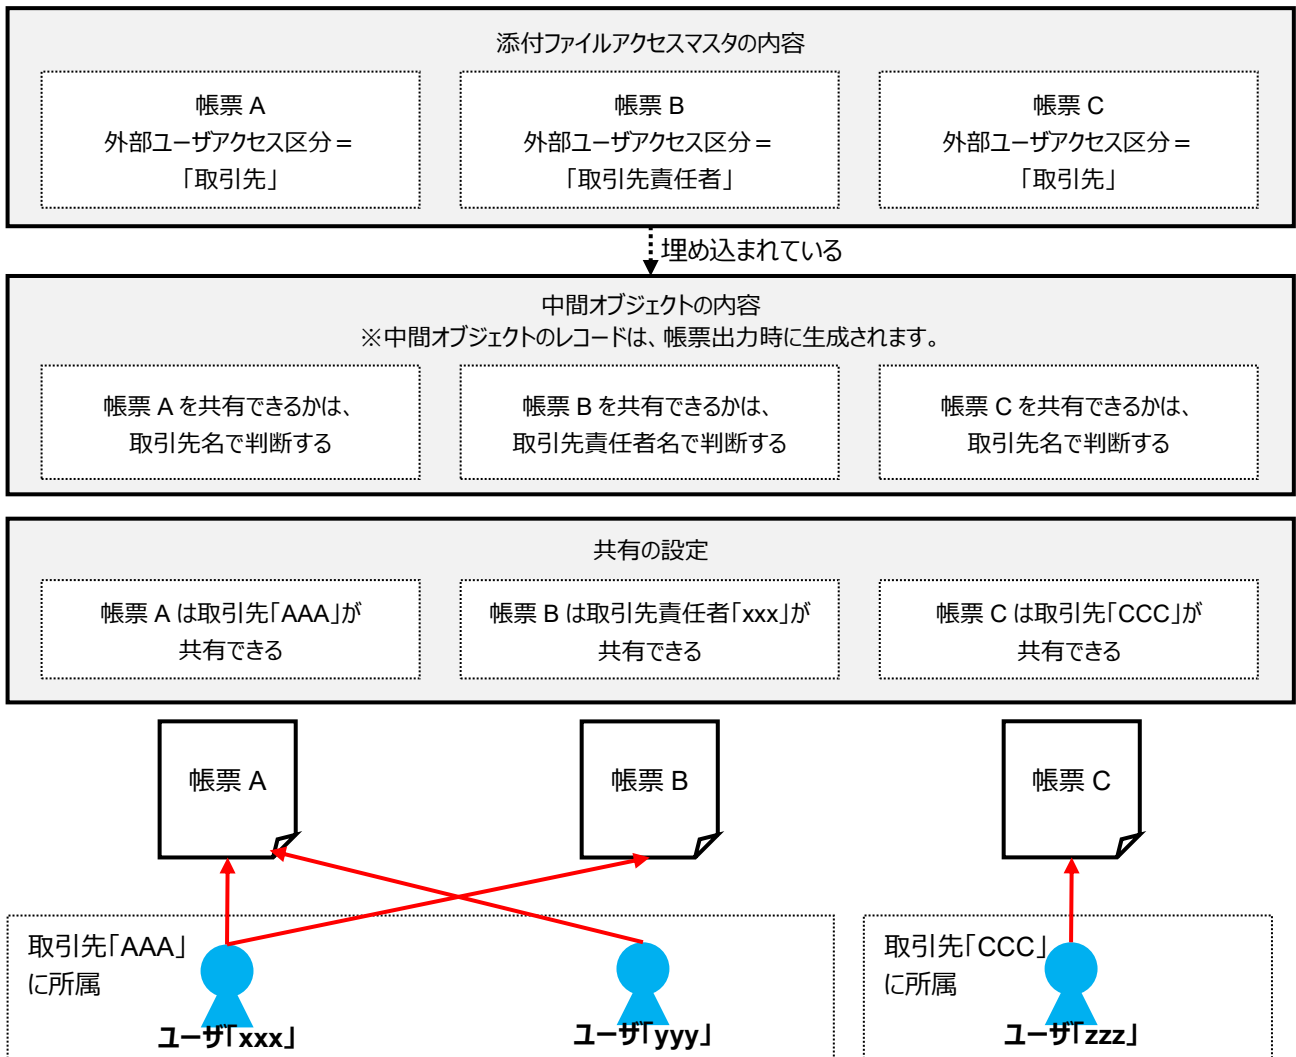 添付ファイルアクセスマスタの内容
帳票 A
外部ユーザアクセス区分＝
「取引先」
帳票 B
外部ユーザアクセス区分＝
「取引先責任者」
帳票 C
外部ユーザアクセス区分＝
「取引先」
埋め込まれている
中間オブジェクトの内容
※中間オブジェクトのレコードは、帳票出力時に生成されます。
帳票 A を共有できるかは、
取引先名で判断する
帳票 B を共有できるかは、
取引先責任者名で判断する
帳票 C を共有できるかは、
取引先名で判断する
共有の設定
帳票 A は取引先「AAA」が
共有できる
帳票 B は取引先責任者「xxx」が
共有できる
帳票 C は取引先「CCC」が
共有できる
帳票 A
帳票 B
帳票 C
取引先「AAA」
に所属
ユーザ「xxx」
ユーザ「yyy」
取引先「CCC」
に所属
ユーザ「zzz」